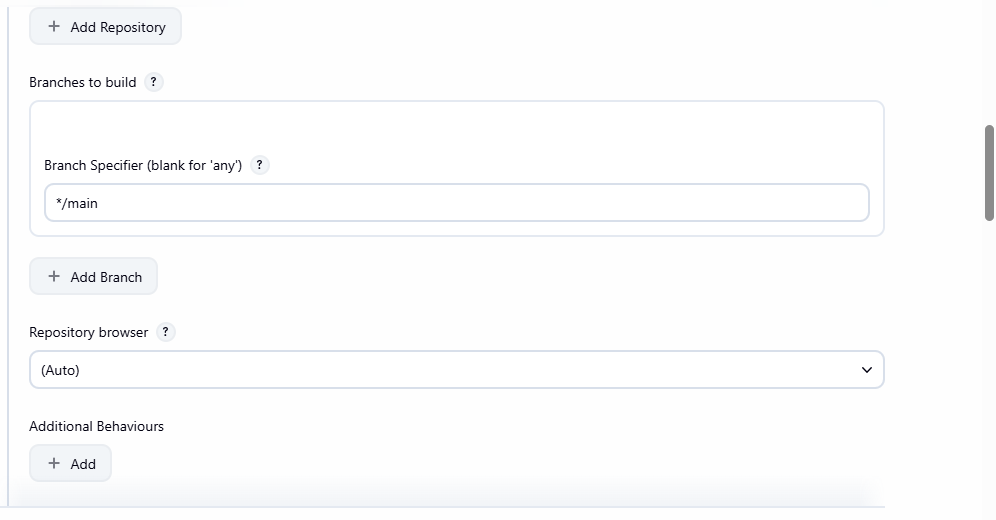 + Add Repository
Branches to build ?
Branch Specifier (blank for 'any') ?
*/main
+ Add Branch
Repository browser ?
(Auto)
Additional Behaviours
+ Add